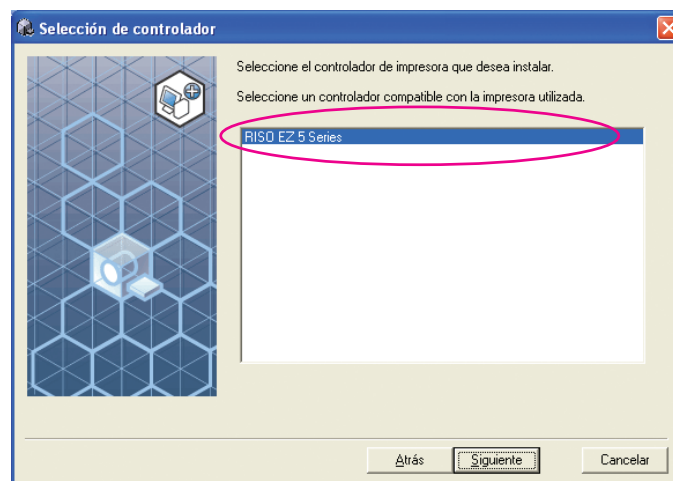 Selección de controlador
Seleccione el controlador de impresora que desea instalar.
Seleccione un controlador compatible con la impresora utilizada.
RISO EZ 5 Series
Atrás
Siguiente
Cancelar